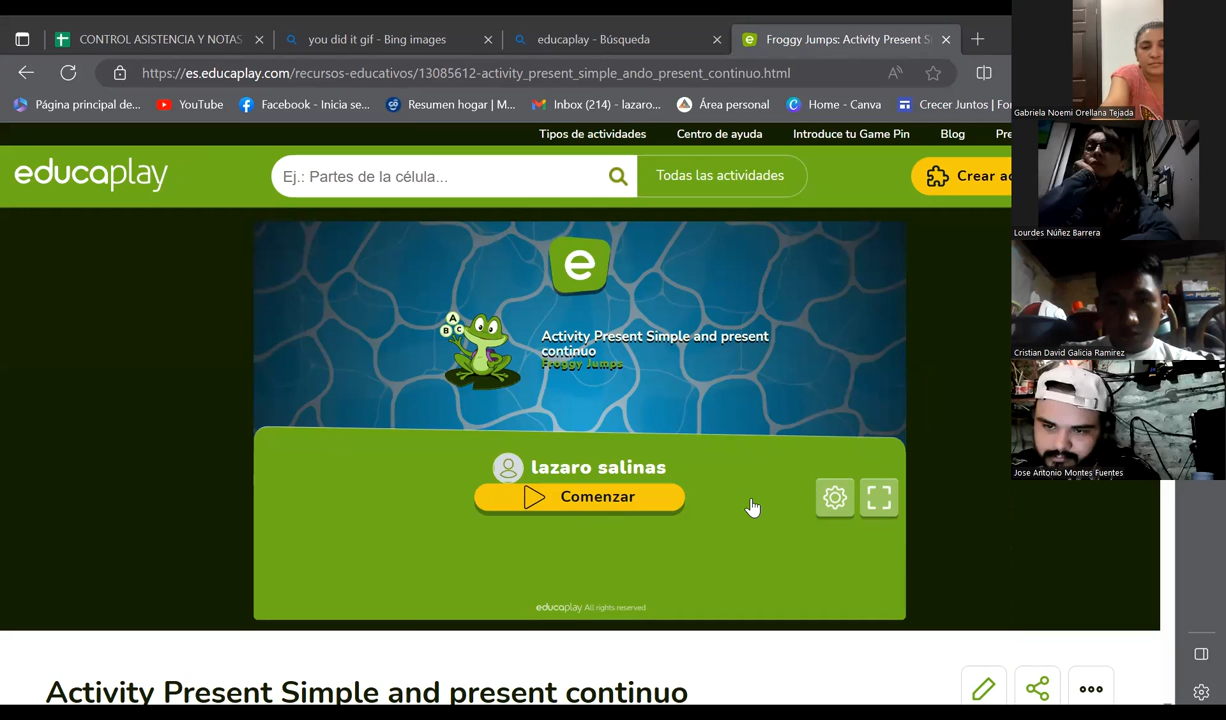 CONTROL ASISTENCIA Y NOTAS
you did it gif - Bing images
educaplay - Búsqueda
Froggy Jumps: Activity Present S
https://es.educaplay.com/recursos-educativos/13085612-activity_present_simple_ando_present_continuo.html
Página principal de...
YouTube
Facebook - Inicia se...
Resumen hogar | M...
Inbox (214) - lazaro...
Área personal
Home - Canva
Crecer Juntos | Fo
Tipos de actividades
Centro de ayuda
Introduce tu Game Pin
Blog
Pre
educaplay
Ej.: Partes de la célula...
Todas las actividades
Crear ac
e
A
B C
Activity Present Simple and present
continuo
Froggy Jumps
lazaro salinas
Comenzar
educaplay All rights reserved
Activity Present Simple and present continuo
Gabriela Noemi Orellana Tejada
Lourdes Núñez Barrera
Cristian David Galicia Ramirez
Jose Antonio Montes Fuentes